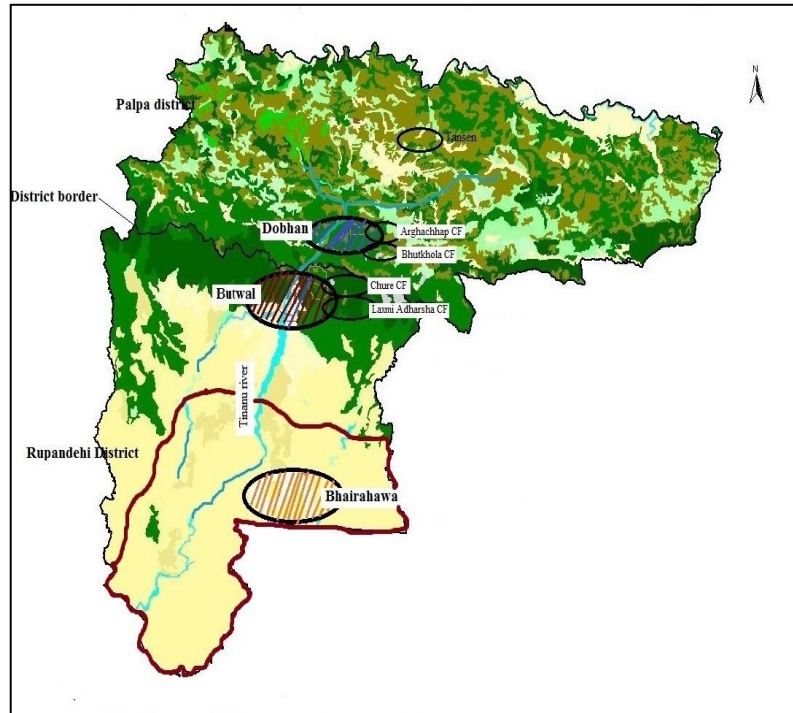 N
Palpa district
Tansen
District border
Dobhan
Arghachhap CF
Bhutkhola CF
Chure CF
Butwal
Laxmi Adharsha CF
Tinanu river
Rupandehi District
Bhairahawa